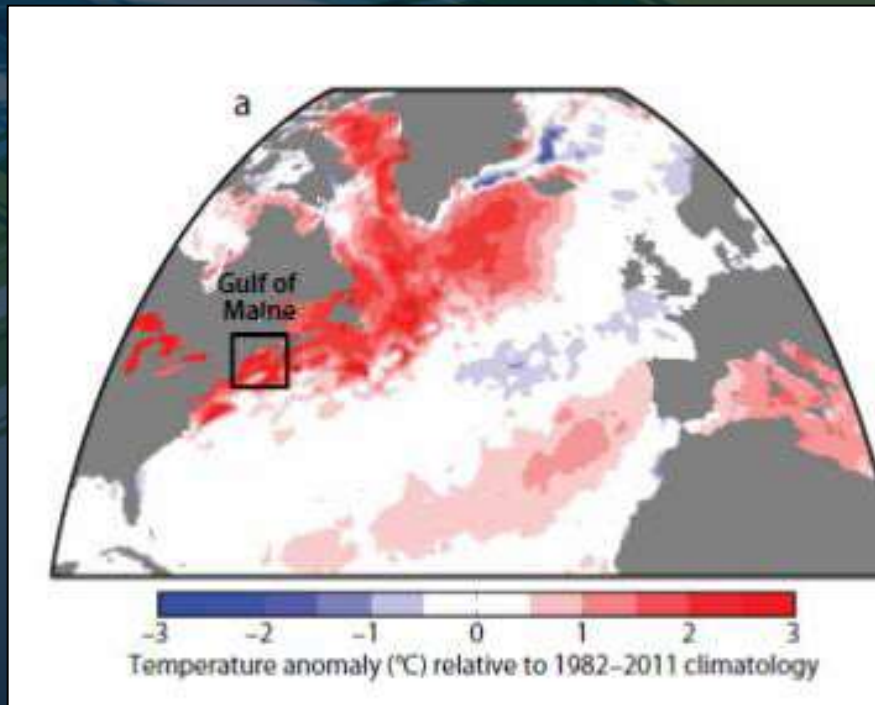 a
Gulf of
Maine
–3 –2 –1 0 1 2 3
Temperature anomaly (°C) relative to 1982–2011 climatology